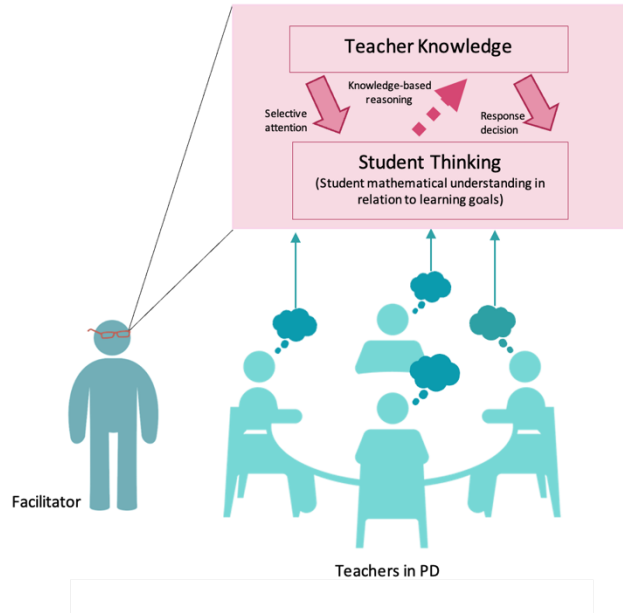 Teacher Knowledge
Knowledge-based
reasoning
Selective
attention
Response
decision
Student Thinking
(Student mathematical understanding in
relation to learning goals)
Facilitator
Teachers in PD